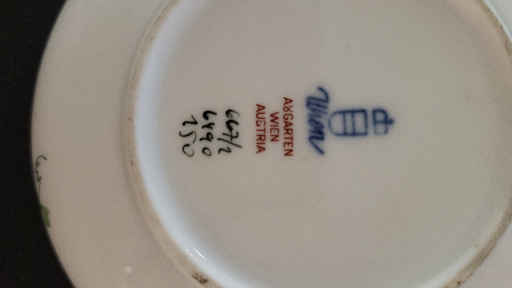 Wien
AUGARTEN
WIEN
AUSTRIA
667/2
6490
150